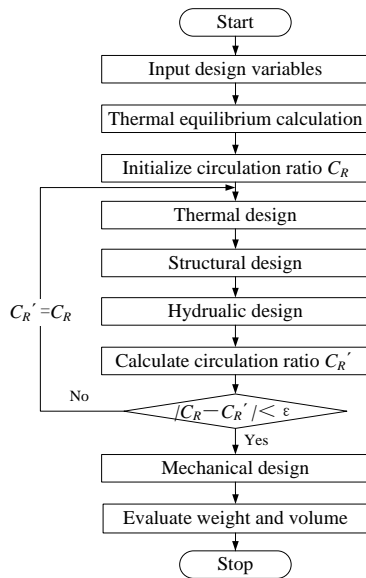 Start
Input design variables
Thermal equilibrium calculation
Initialize circulation ratio C_R
Thermal design
Structural design
C_R′=C_R
Hydrualic design
Calculate circulation ratio C_R′
No
|C_R−C_R′|< ε
Yes
Mechanical design
Evaluate weight and volume
Stop